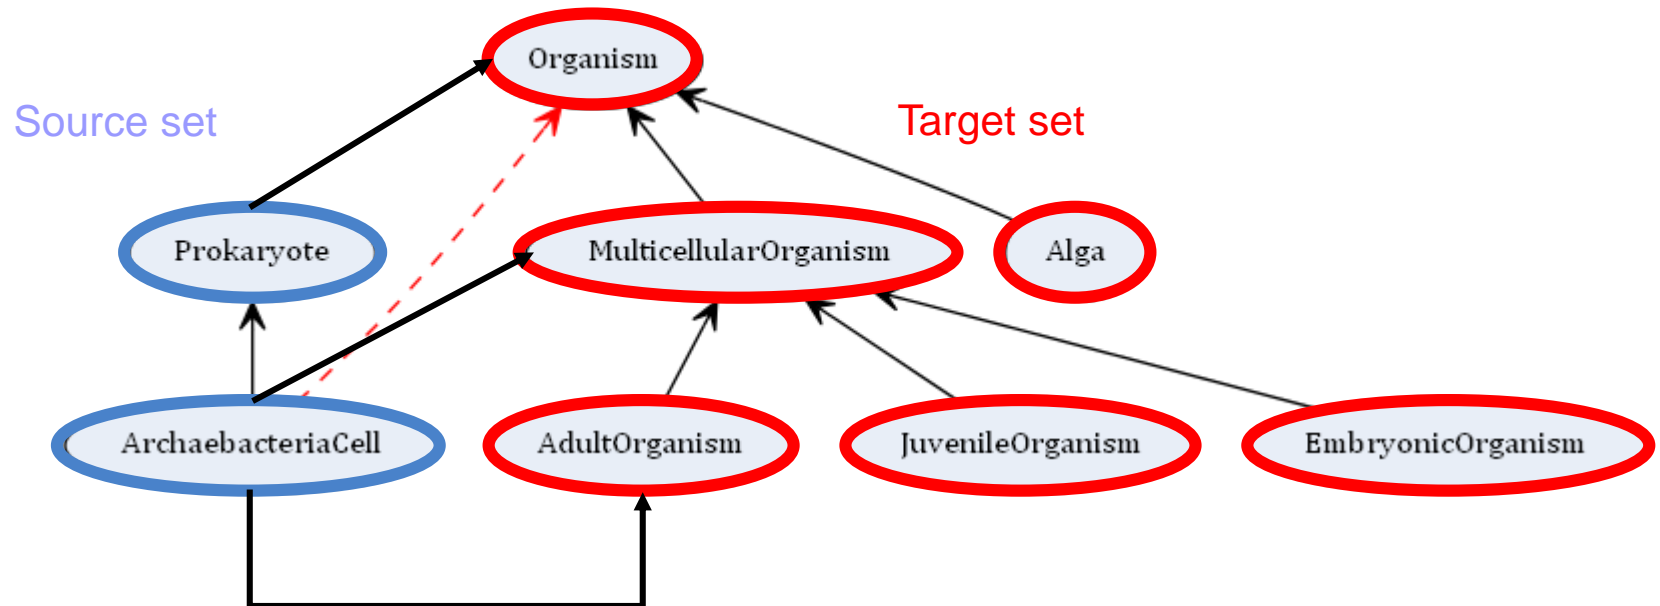 Organism
Source set
Target set
Prokaryote
MulticellularOrganism
Alga
ArchaebacteriaCell
AdultOrganism
JuvenileOrganism
EmbryonicOrganism